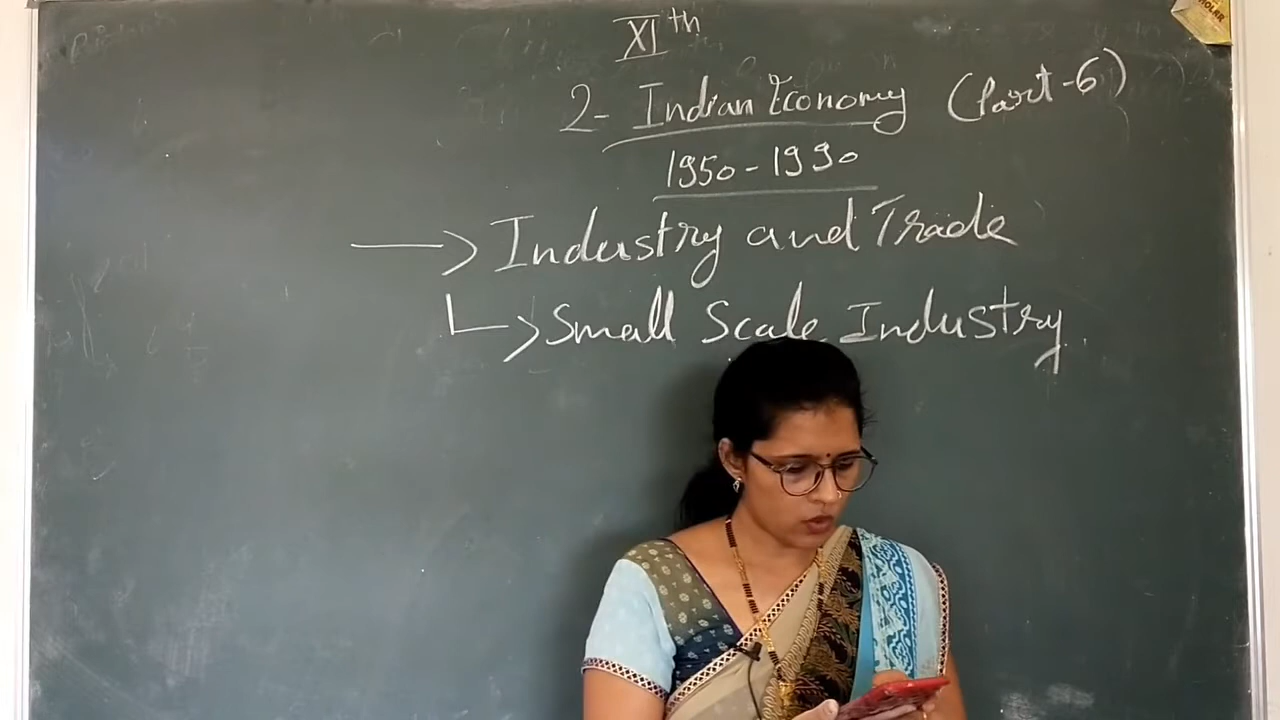 XIth
2- Indian Economy (Part-6)
1950-1990
→ Industry and Trade
↳ Small Scale Industry